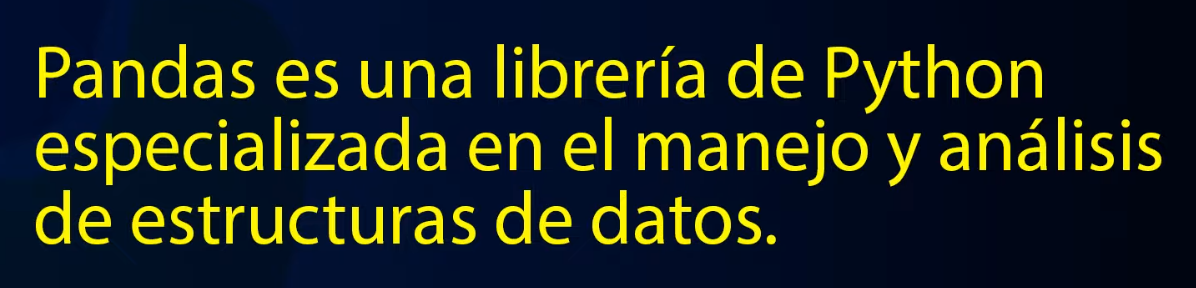 Pandas es una librería de Python
especializada en el manejo y análisis
de estructuras de datos.